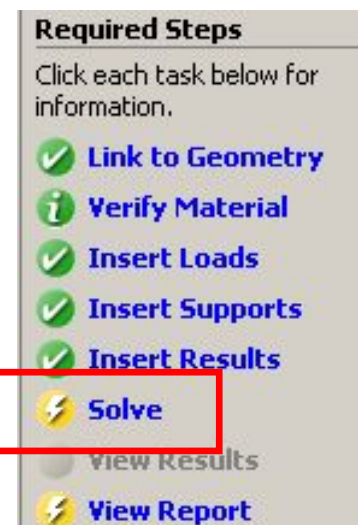 Required Steps
Click each task below for
information.
Link to Geometry
Verify Material
Insert Loads
Insert Supports
Insert Results
Solve
View Results
View Report